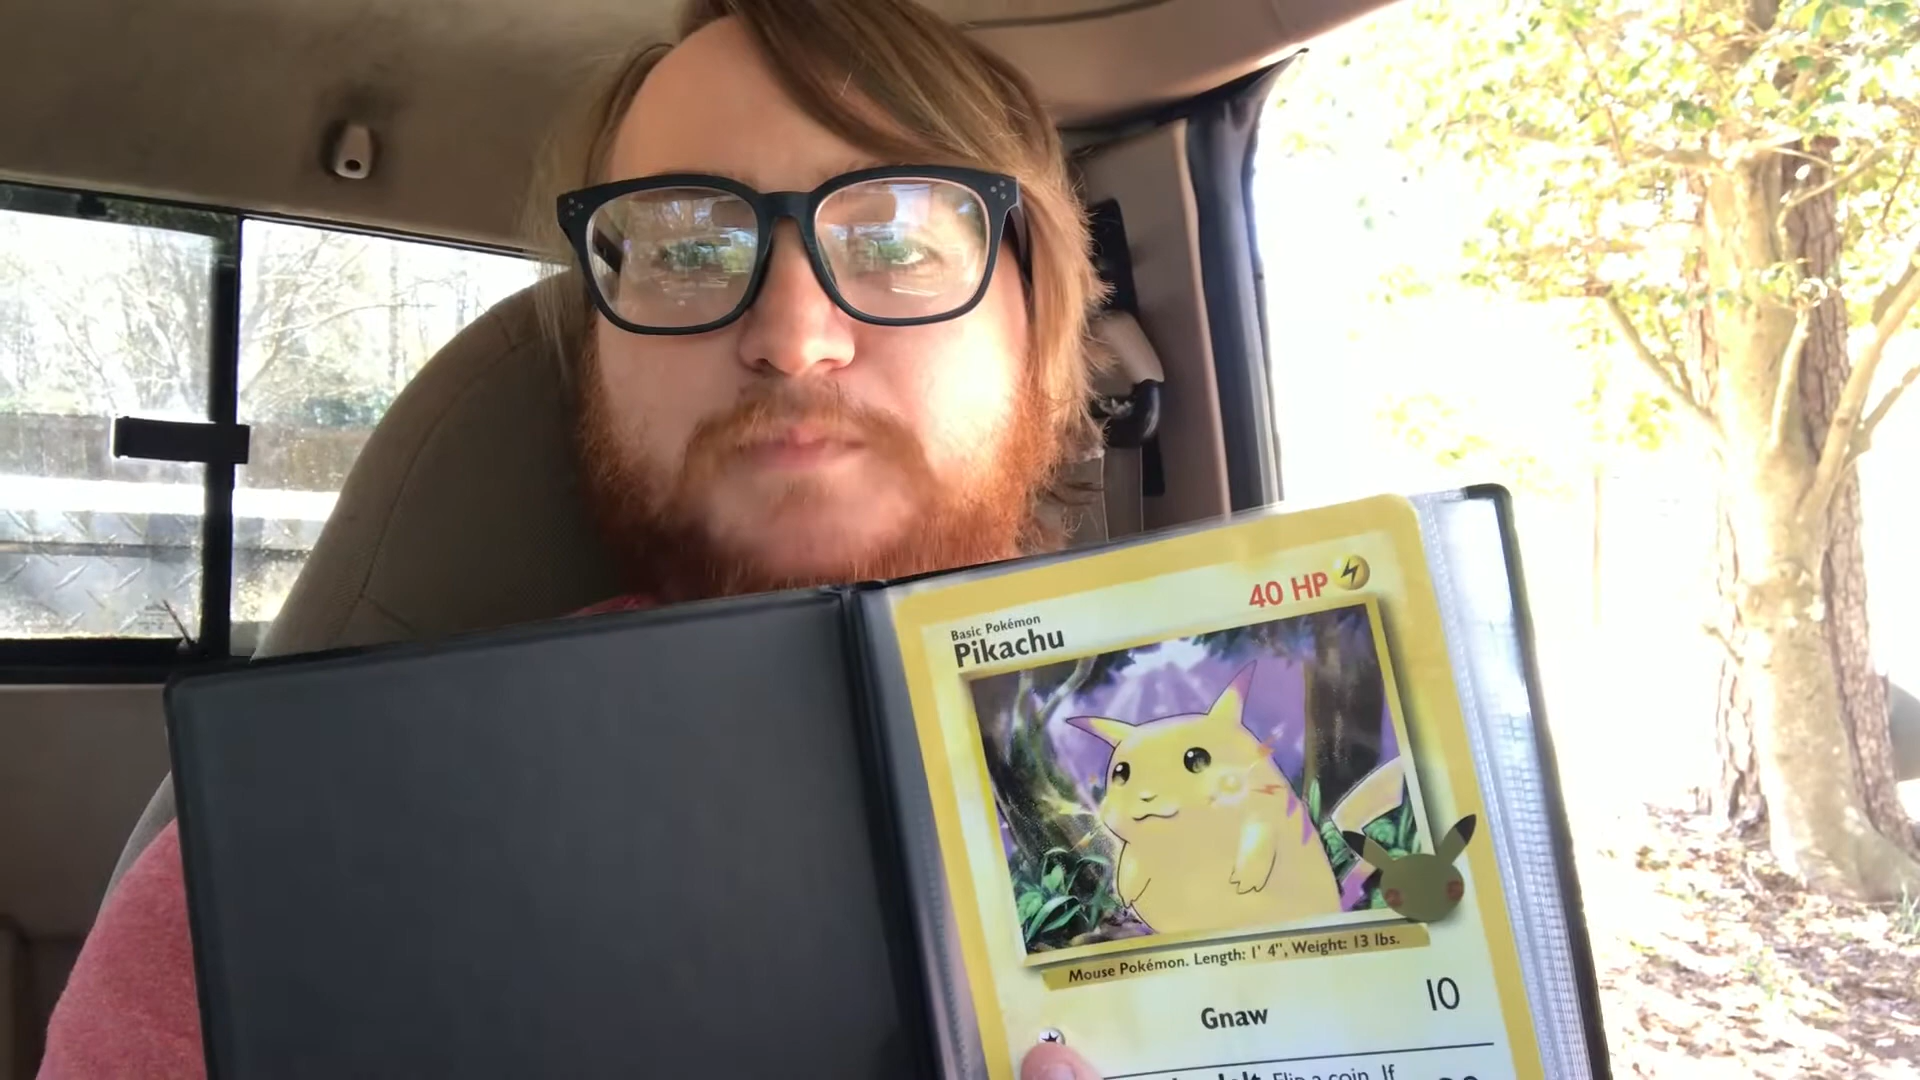 40 HP
Basic Pokémon
Pikachu
Mouse Pokémon. Length: 1' 4", Weight: 13 lbs.
Gnaw 10
Flip a coin. If